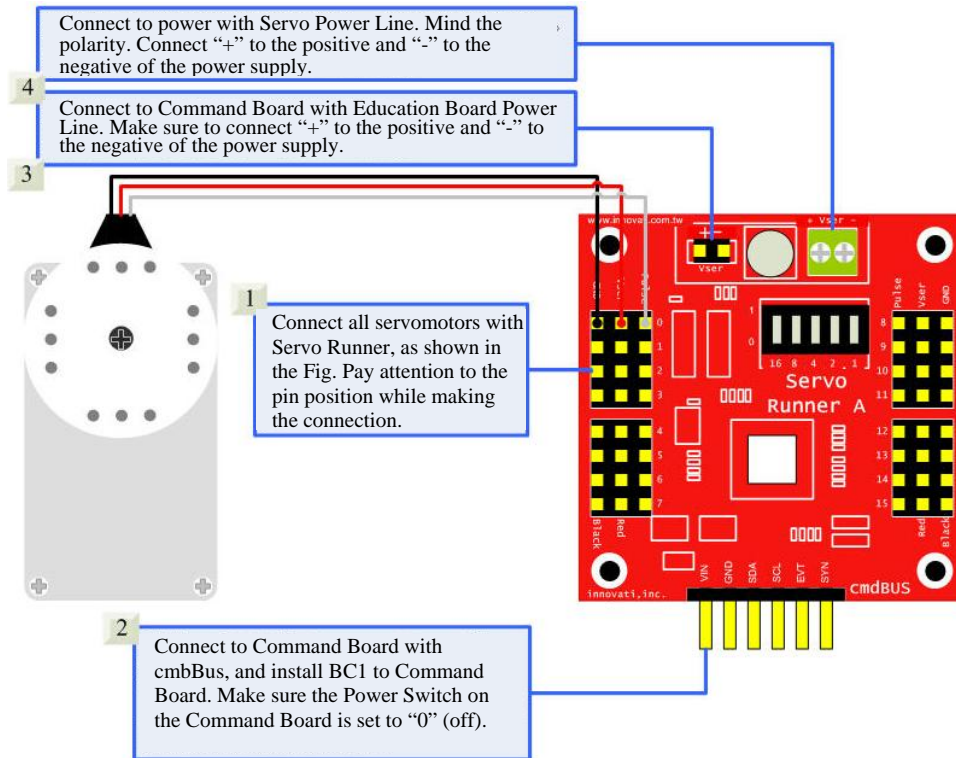 Connect to power with Servo Power Line. Mind the
polarity. Connect “+” to the positive and “-” to the
negative of the power supply.
4
Connect to Command Board with Education Board Power
Line. Make sure to connect “+” to the positive and “-” to
the negative of the power supply.
3
www.innovati.com.tw
+ Vser -
Vser
Pulse
Vser
GND
1
Connect all servomotors with
Servo Runner, as shown in
the Fig. Pay attention to the
pin position while making
the connection.
0
1
2
3
4
5
6
7
1
0
16 8 4 2 1
Servo
Runner A
8
9
10
11
12
13
14
15
Black
Red
Red
Black
VIN
GND
SDA
SCL
EVT
SYN
innovati,inc.
cmdBUS
2
Connect to Command Board with
cmbBus, and install BC1 to Command
Board. Make sure the Power Switch on
the Command Board is set to “0” (off).